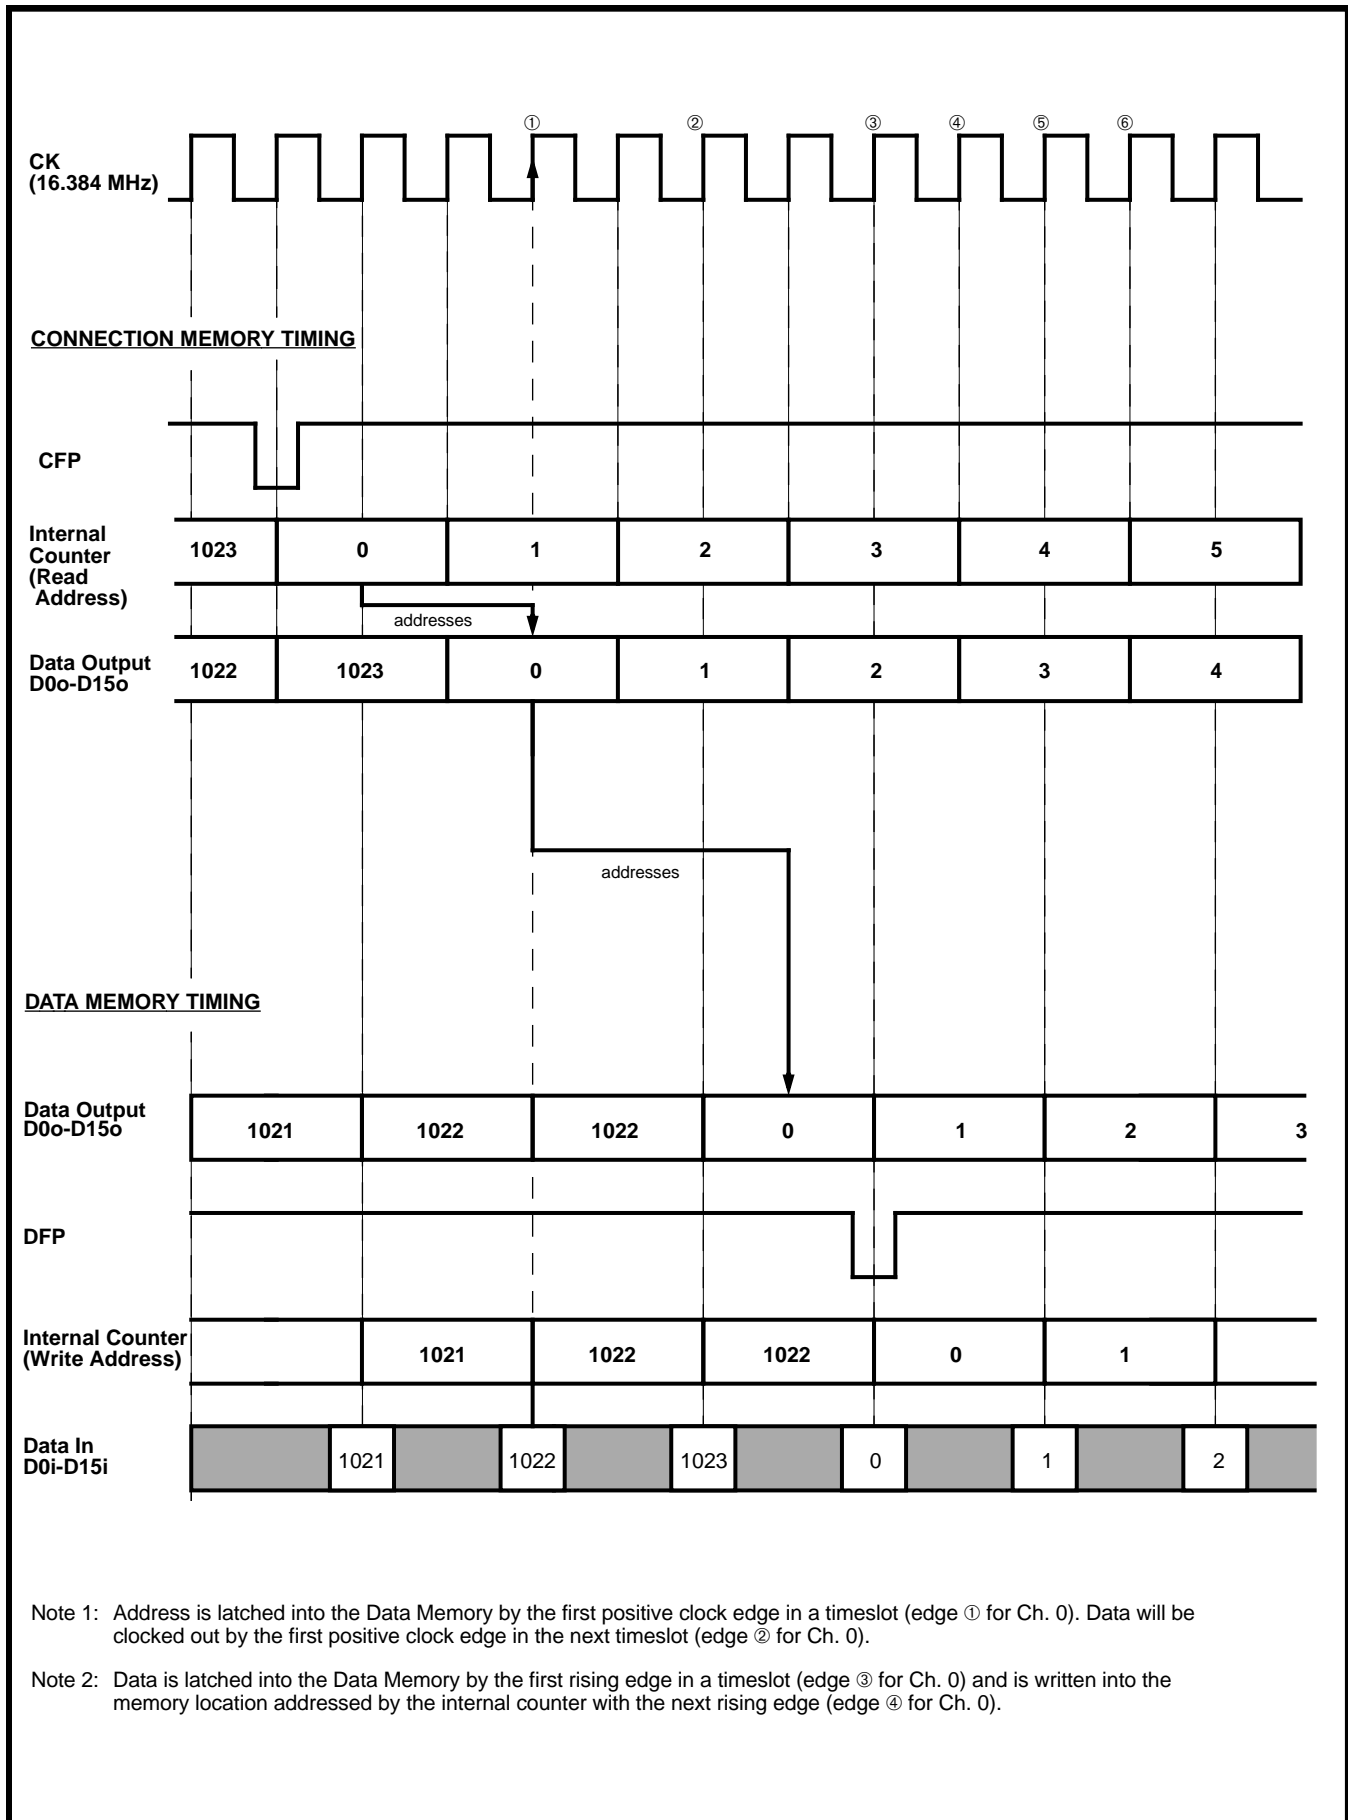 ① ② ③ ④ ⑤ ⑥
CK
(16.384 MHz)
CONNECTION MEMORY TIMING
CFP
Internal
Counter
(Read
Address)
1023 0 1 2 3 4 5
addresses
Data Output
D0o-D15o
1022 1023 0 1 2 3 4
addresses
DATA MEMORY TIMING
Data Output
D0o-D15o
1021 1022 1022 0 1 2 3
DFP
Internal Counter
(Write Address)
1021 1022 1022 0 1
Data In
D0i-D15i
1021 1022 1023 0 1 2
Note 1: Address is latched into the Data Memory by the first positive clock edge in a timeslot (edge ① for Ch. 0). Data will be
clocked out by the first positive clock edge in the next timeslot (edge ② for Ch. 0).
Note 2: Data is latched into the Data Memory by the first rising edge in a timeslot (edge ③ for Ch. 0) and is written into the
memory location addressed by the internal counter with the next rising edge (edge ④ for Ch. 0).